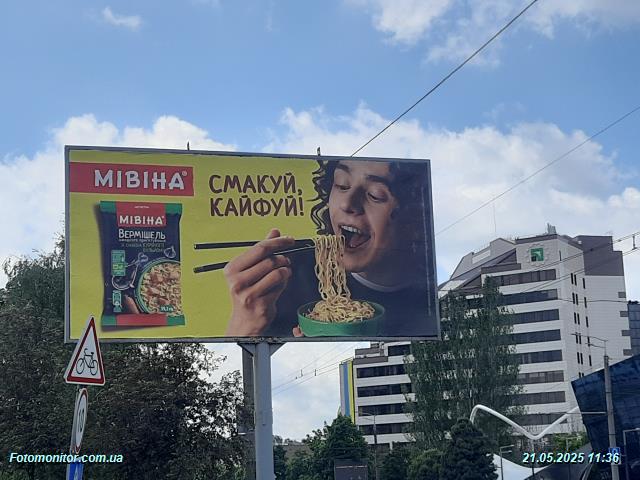 МІВІНА®
СМАКУЙ,
КАЙФУЙ!
МІВІНА
ВЕРМІШЕЛЬ
Fotomonitor.com.ua
21.05.2025 11:36